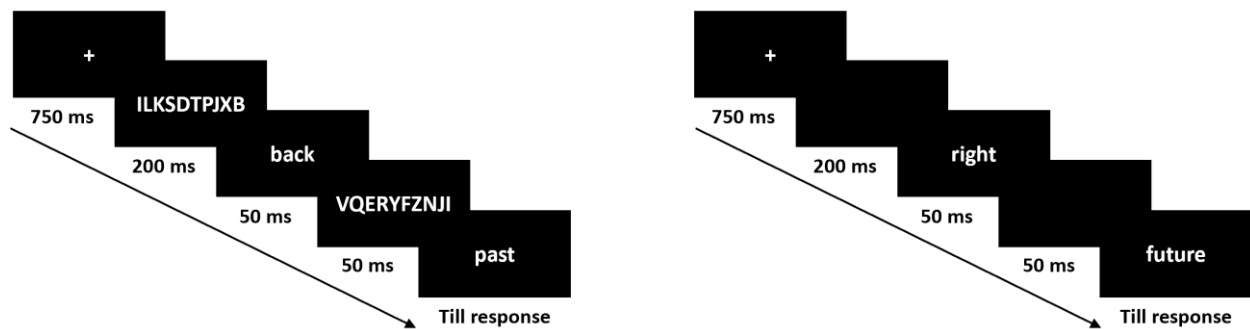 +
750 ms
ILKSDTPJXB
200 ms
back
50 ms
VQERYFZNJI
50 ms
past
Till response
+
750 ms
200 ms
right
50 ms
50 ms
future
Till response